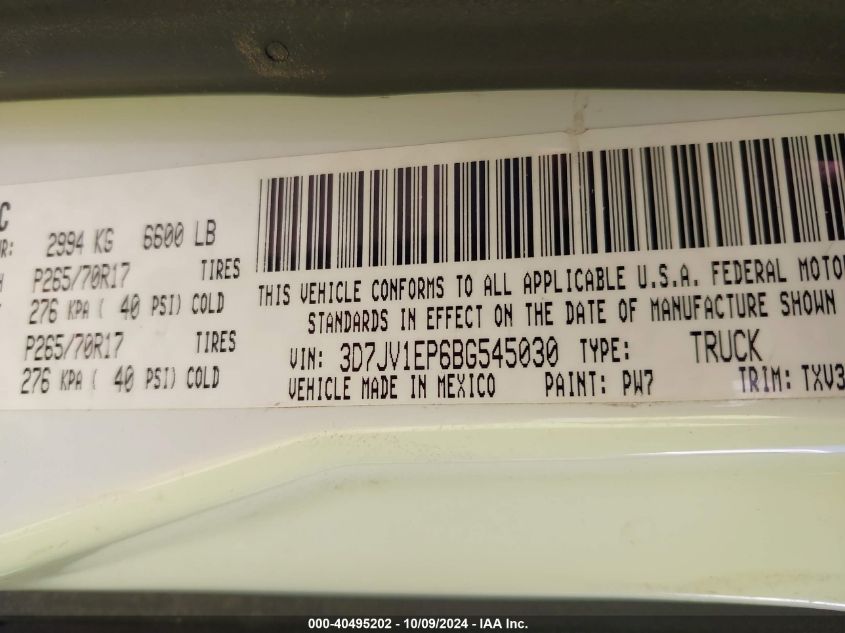 C
R: 2994 KG 6600 LB
P265/70R17 TIRES
276 KPA ( 40 PSI) COLD
P265/70R17 TIRES
276 KPA ( 40 PSI) COLD
THIS VEHICLE CONFORMS TO ALL APPLICABLE U.S.A. FEDERAL MOTO
STANDARDS IN EFFECT ON THE DATE OF MANUFACTURE SHOWN
VIN: 3D7JV1EP6BG545030 TYPE: TRUCK
VEHICLE MADE IN MEXICO PAINT: PW7 TRIM: TXV3
000-40495202 - 10/09/2024 - IAA Inc.